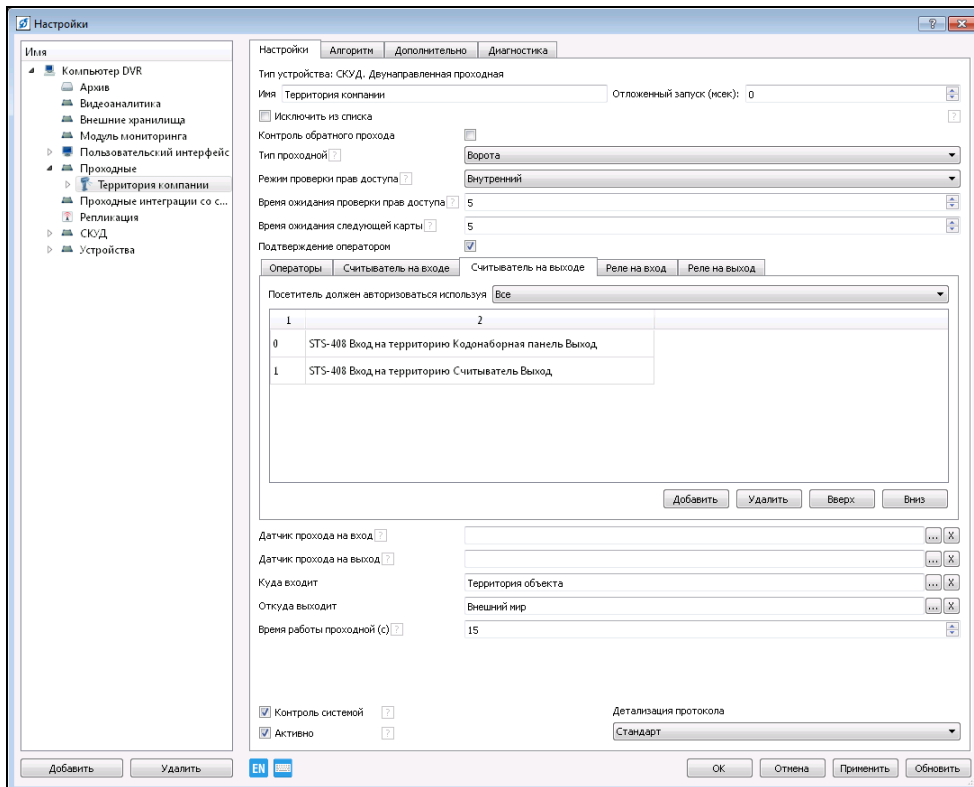 Настройки
?
X
Имя
Компьютер DVR
Архив
Видеоаналитика
Внешние хранилища
Модуль мониторинга
Пользовательский интерфейс
Проходные
Территория компании
Проходные интеграции со с...
Репликация
СКУД
Устройства
Добавить Удалить
Настройки Алгоритм Дополнительно Диагностика
Тип устройства: СКУД. Двунаправленная проходная
Имя Территория компании Отложенный запуск (мсек): 0
Исключить из списка ?
Контроль обратного прохода
Тип проходной ? Ворота
Режим проверки прав доступа ? Внутренний
Время ожидания проверки прав доступа ? 5
Время ожидания следующей карты ? 5
Подтверждение оператором
Операторы Считыватель на входе Считыватель на выходе Реле на вход Реле на выход
Посетитель должен авторизоваться используя Все
1 2
0 STS-408 Вход на территорию Кодонаборная панель Выход
1 STS-408 Вход на территорию Считыватель Выход
Добавить Удалить Вверх Вниз
Датчик прохода на вход ? ... X
Датчик прохода на выход ? ... X
Куда входит Территория объекта ... X
Откуда выходит Внешний мир ... X
Время работы проходной (с) ? 15
Контроль системой ? Детализация протокола
Активно ? Стандарт
EN OK Отмена Применить Обновить